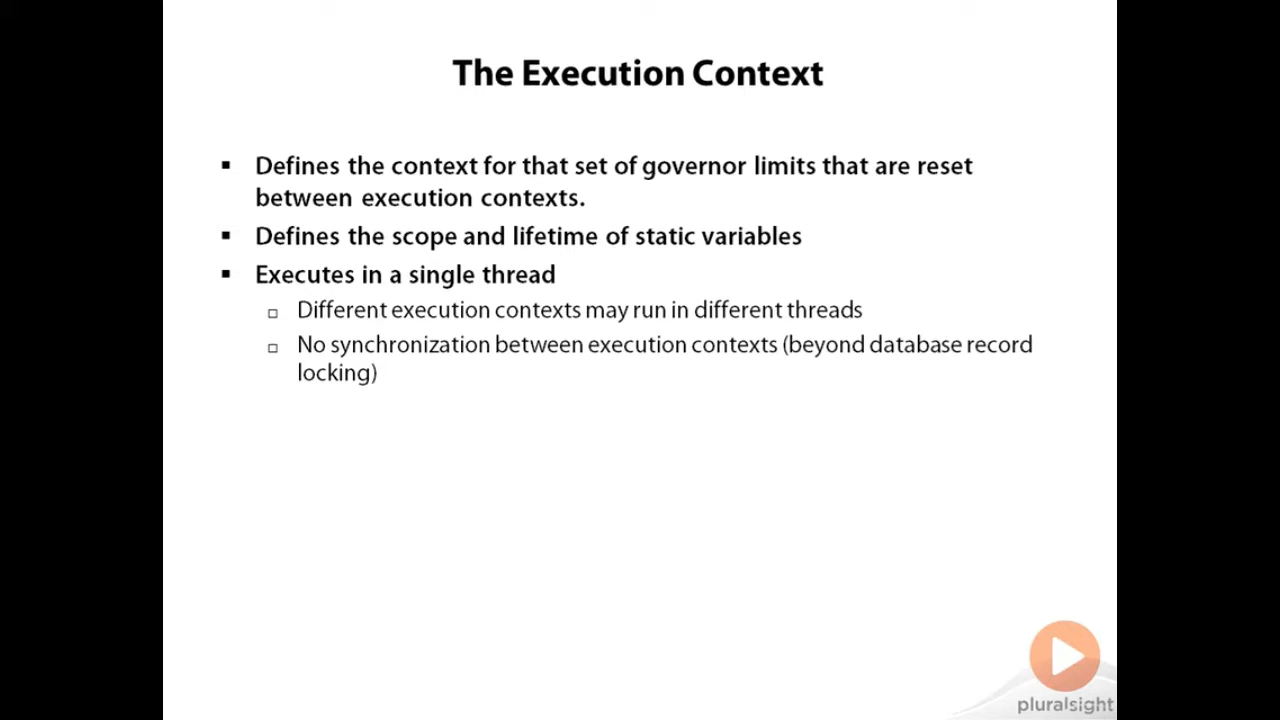 The Execution Context
▪ Defines the context for that set of governor limits that are reset
between execution contexts.
▪ Defines the scope and lifetime of static variables
▪ Executes in a single thread
□ Different execution contexts may run in different threads
□ No synchronization between execution contexts (beyond database record
locking)
pluralsight